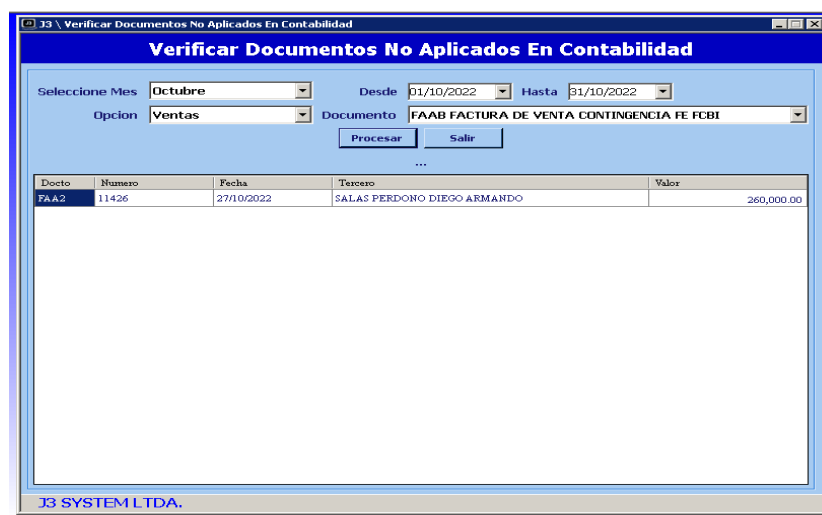 J3 \ Verificar Documentos No Aplicados En Contabilidad
Verificar Documentos No Aplicados En Contabilidad
Seleccione Mes Octubre Desde 01/10/2022 Hasta 31/10/2022
Opcion Ventas Documento FAAB FACTURA DE VENTA CONTINGENCIA FE FCBI
Procesar Salir
...
Docto Numero Fecha Tercero Valor
FAA2 11426 27/10/2022 SALAS PERDONO DIEGO ARMANDO 260,000.00
J3 SYSTEM LTDA.